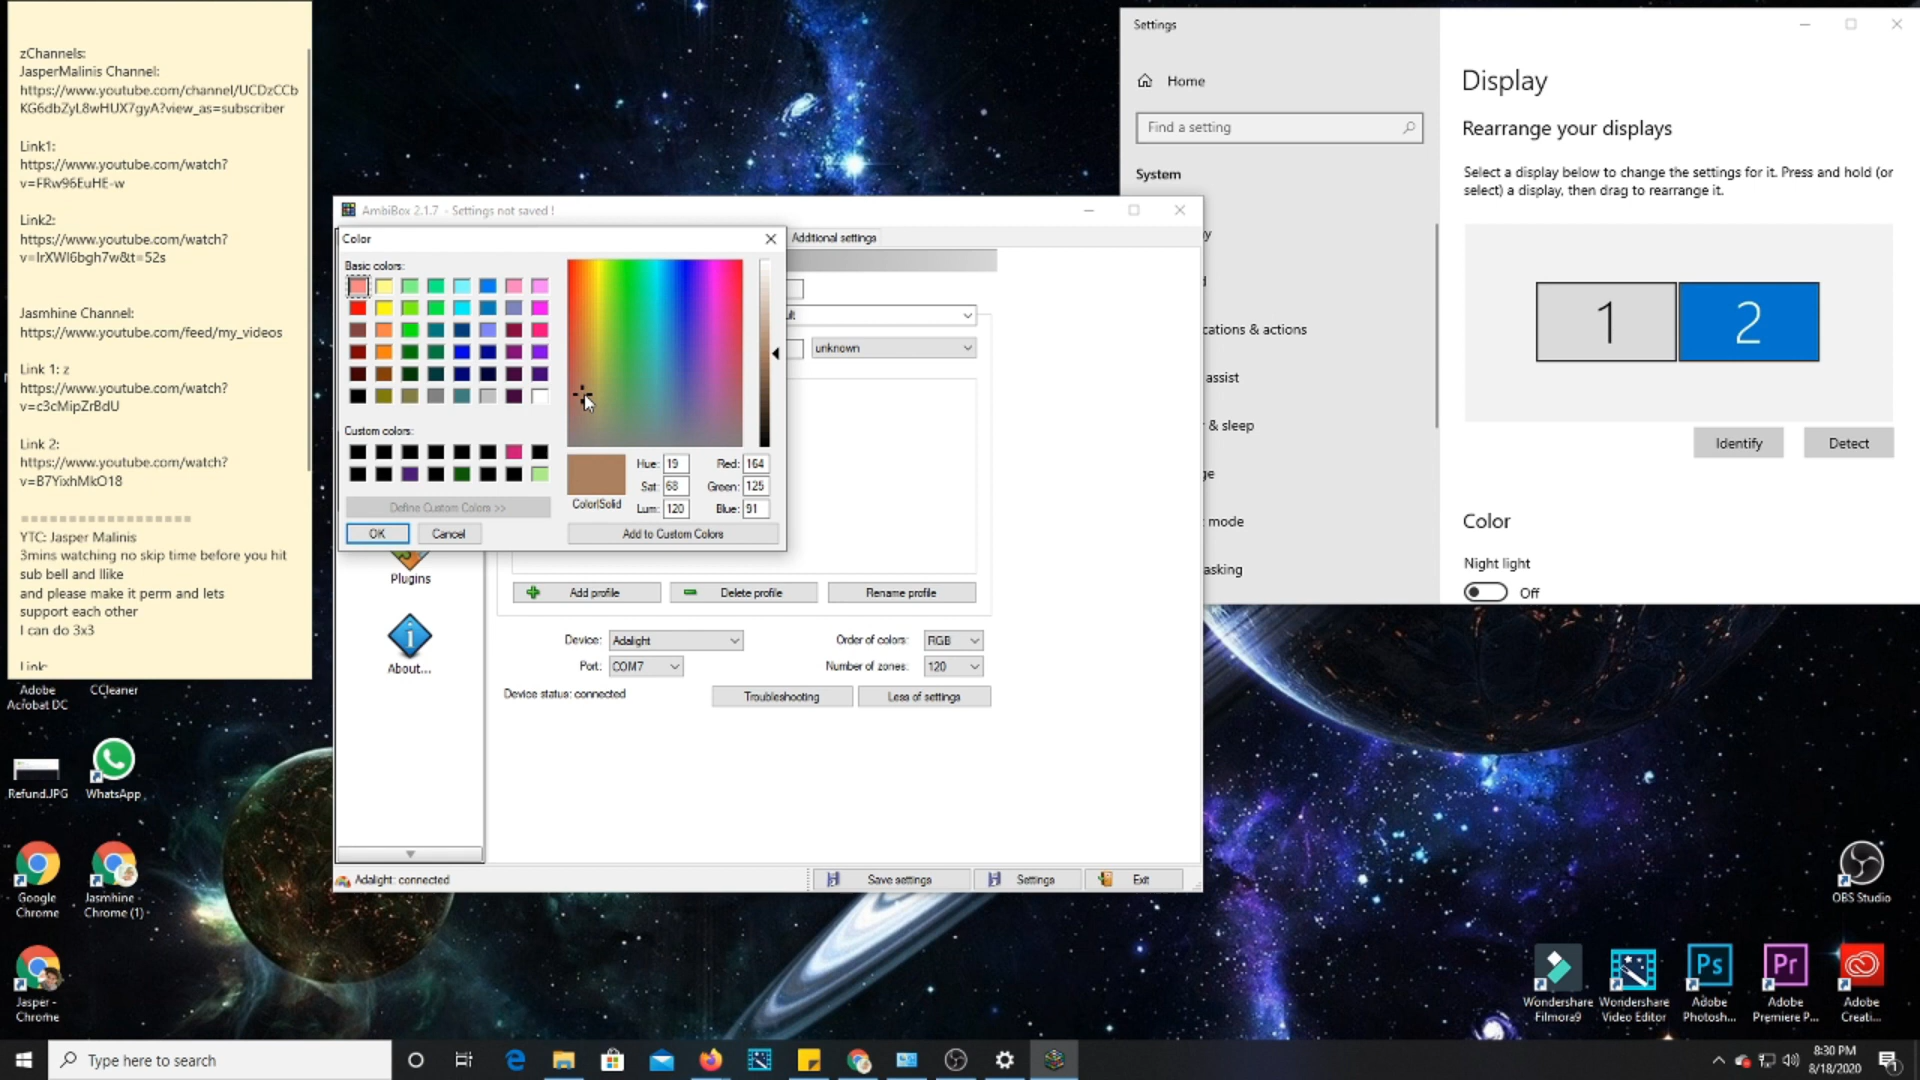 zChannels:
JasperMalinis Channel:
https://www.youtube.com/channel/UCDzCCb
KG6dbZyL8wHUX7gyA?view_as=subscriber
Link1:
https://www.youtube.com/watch?
v=FRw96EuHE-w
Link2:
https://www.youtube.com/watch?
v=IrXWl6bgh7w&t=52s
Jasmhine Channel:
https://www.youtube.com/feed/my_videos
Link 1: z
https://www.youtube.com/watch?
v=c3cMipZrBdU
Link 2:
https://www.youtube.com/watch?
v=B7YixhMkO18
==================
YTC: Jasper Malinis
3mins watching no skip time before you hit
sub bell and llike
and please make it perm and lets
support each other
I can do 3x3
Link:
AmbiBox 2.1.7 - Settings not saved !
Color
Basic colors:
Custom colors:
Define Custom Colors >>
OK
Cancel
Color|Solid
Hue: 19
Sat: 68
Lum: 120
Red: 164
Green: 125
Blue: 91
Add to Custom Colors
Additional settings
ult
unknown
Plugins
About...
Add profile
Delete profile
Rename profile
Device: Adalight
Order of colors: RGB
Port: COM7
Number of zones: 120
Device status: connected
Troubleshooting
Less of settings
Adalight: connected
Save settings
Settings
Exit
Settings
Home
Find a setting
System
y
d
cations & actions
assist
r & sleep
ge
t mode
asking
Display
Rearrange your displays
Select a display below to change the settings for it. Press and hold (or
select) a display, then drag to rearrange it.
1
2
Identify
Detect
Color
Night light
Off
Adobe
Acrobat DC
CCleaner
Refund.JPG
WhatsApp
Google
Chrome
Jasmhine -
Chrome (1)
Jasper -
Chrome
OBS Studio
Wondershare
Filmora9
Wondershare
Video Editor
Ps
Adobe
Photosh...
Pr
Adobe
Premiere P...
Adobe
Creati...
Type here to search
8:30 PM
8/18/2020
1